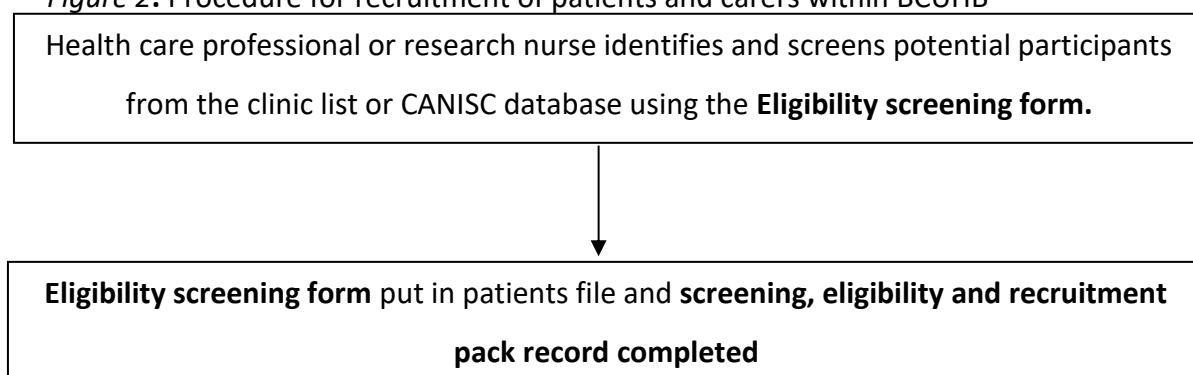 Figure 2. Procedure for recruitment of patients and carers within BCUHB
Health care professional or research nurse identifies and screens potential participants
from the clinic list or CANISC database using the Eligibility screening form.
Eligibility screening form put in patients file and screening, eligibility and recruitment
pack record completed